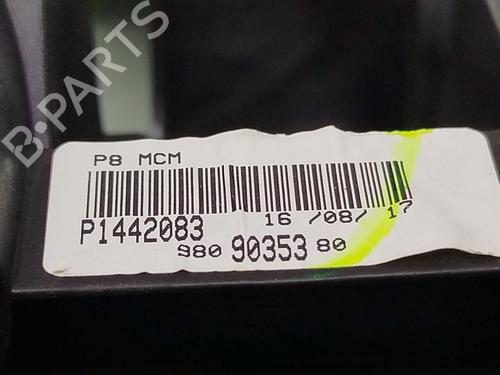 B-PARTS
P8 MCM
16 /08/ 17
P1442083
980 90353 80